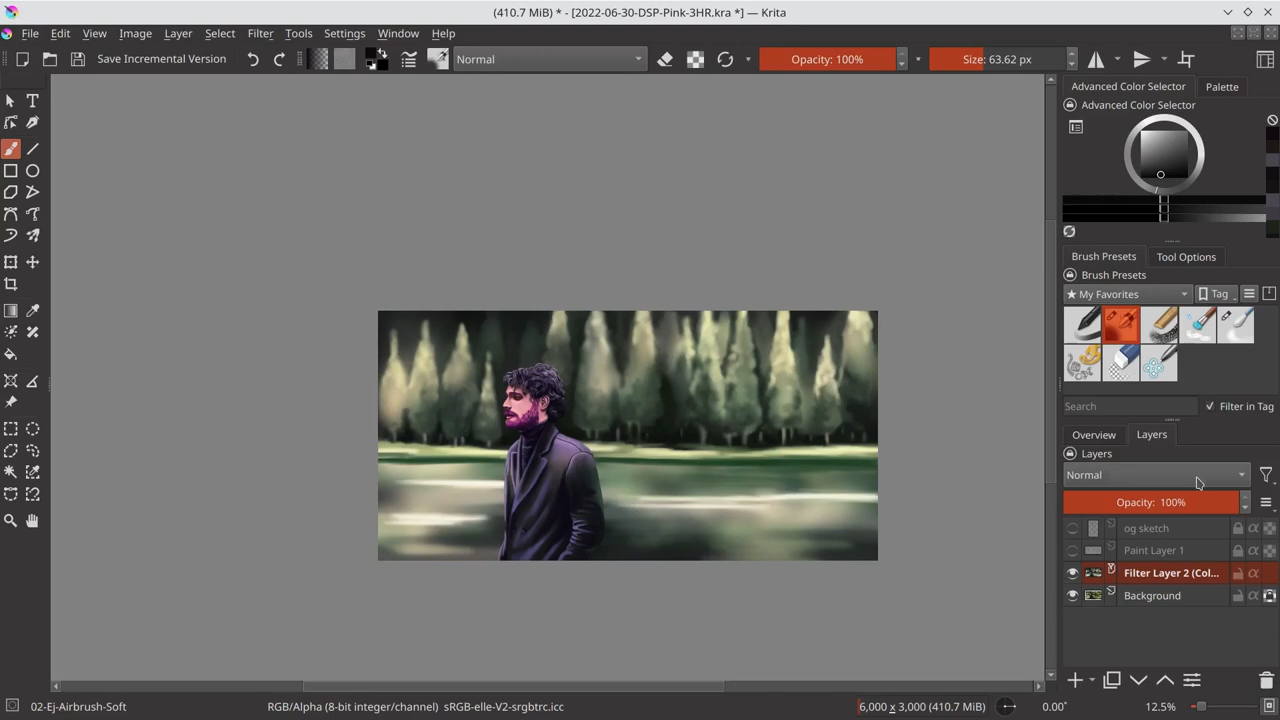 (410.7 MiB) * - [2022-06-30-DSP-Pink-3HR.kra *] — Krita
File Edit View Image Layer Select Filter Tools Settings Window Help
Save Incremental Version Normal Opacity: 100% Size: 63.62 px
Advanced Color Selector Palette
Advanced Color Selector
Brush Presets Tool Options
Brush Presets
★ My Favorites Tag
Search Filter in Tag
Overview Layers
Layers
Normal
Opacity: 100%
og sketch
Paint Layer 1
Filter Layer 2 (Col...
Background
02-Ej-Airbrush-Soft RGB/Alpha (8-bit integer/channel) sRGB-elle-V2-srgbtrc.icc 6,000 x 3,000 (410.7 MiB) 0.00° 12.5%